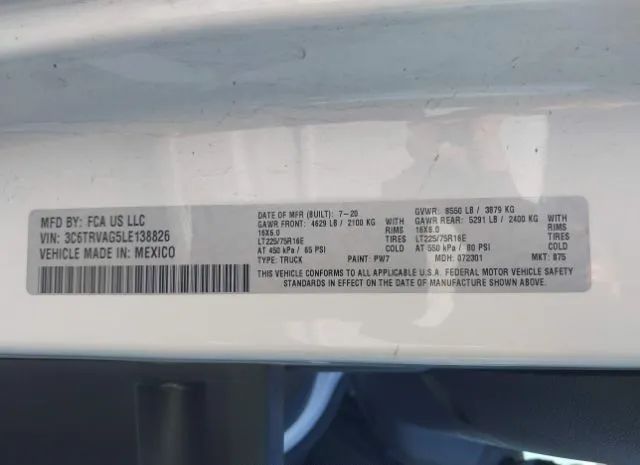 MFD BY: FCA US LLC
VIN: 3C6TRVAG5LE138826
VEHICLE MADE IN: MEXICO
DATE OF MFR (BUILT): 7-20
GAWR FRONT: 4629 LB / 2100 KG WITH
16X6.0 RIMS
LT225/75R16E TIRES
AT 450 kPa / 65 PSI COLD
TYPE: TRUCK PAINT: PW7
GVWR: 8550 LB / 3879 KG
GAWR REAR: 5291 LB / 2400 KG WITH
16X6.0 RIMS
LT225/75R16E TIRES
AT 550 kPa / 80 PSI COLD
MDH: 072301 MKT: 875
THIS VEHICLE CONFORMS TO ALL APPLICABLE U.S.A. FEDERAL MOTOR VEHICLE SAFETY
STANDARDS IN EFFECT ON THE DATE OF MANUFACTURE SHOWN ABOVE.